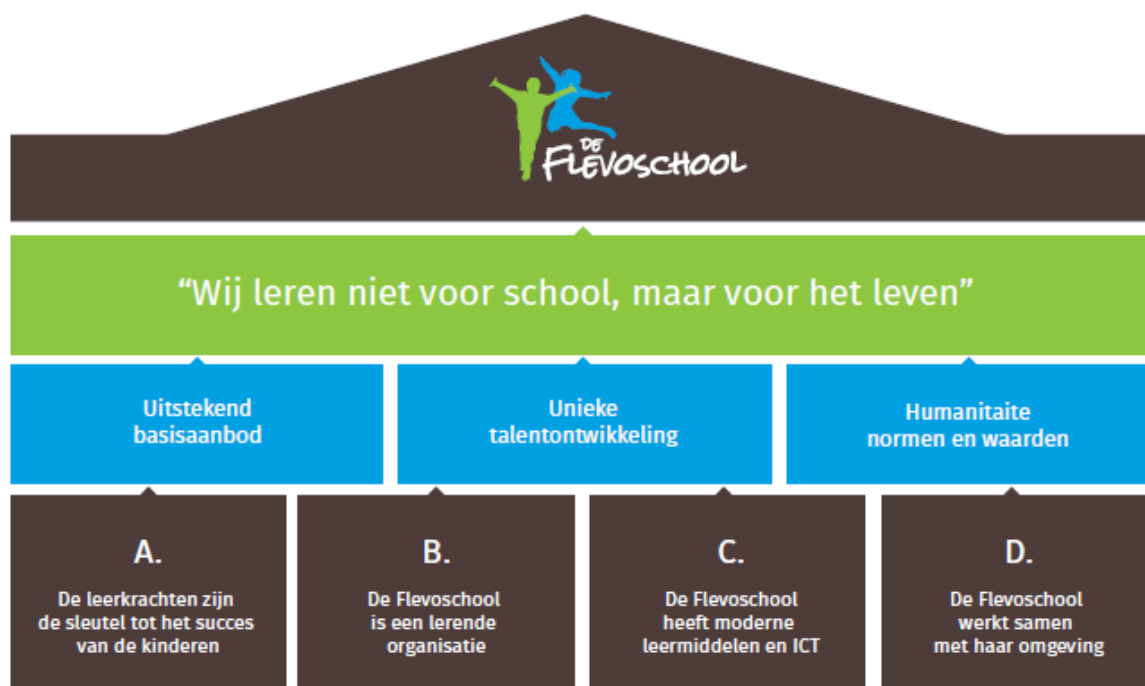 DE
FLEVOSCHOOL
“Wij leren niet voor school, maar voor het leven”
Uitstekend
basisaanbod
Unieke
talentontwikkeling
Humanitaite
normen en waarden
A.
De leerkrachten zijn
de sleutel tot het succes
van de kinderen
B.
De Flevoschool
is een lerende
organisatie
C.
De Flevoschool
heeft moderne
leermiddelen en ICT
D.
De Flevoschool
werkt samen
met haar omgeving